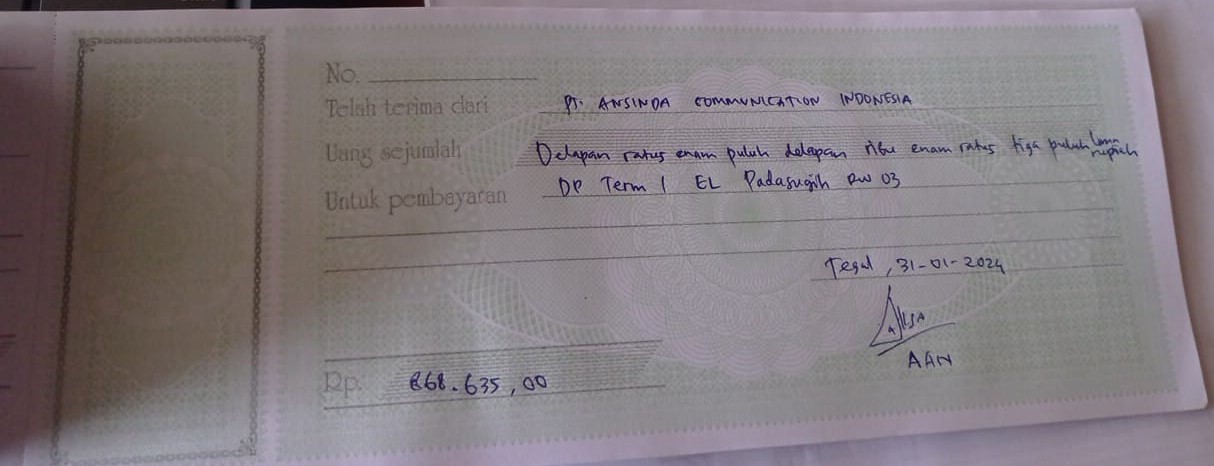 No.
Telah terima dari PT. ANSINDA COMMUNICATION INDONESIA
Uang sejumlah Delapan ratus enam puluh delapan ribu enam ratus tiga puluh lima rupiah
Untuk pembayaran DP Term 1 EL Padasugih RW 03
Tegal, 31-01-2024
AAN
Rp. 868.635,00